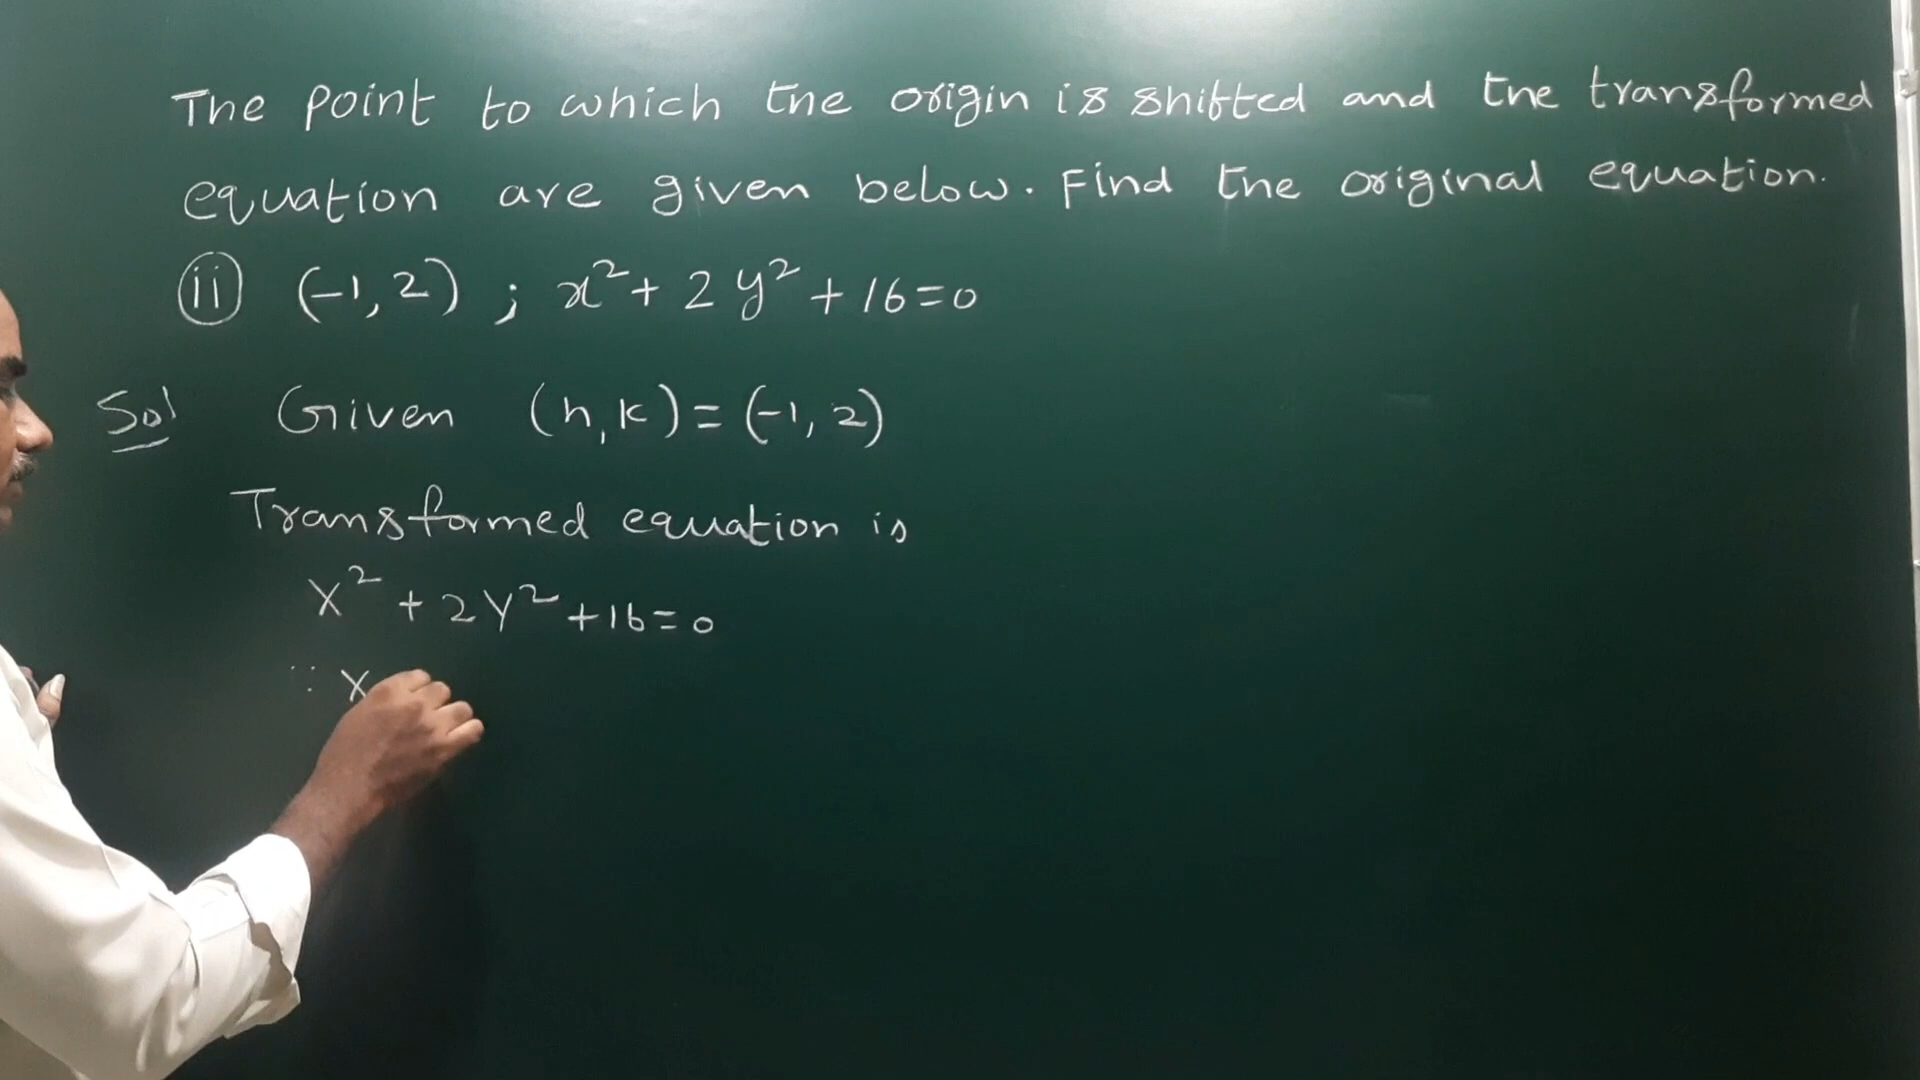 The point to which the origin is shifted and the transformed
equation are given below. Find the original equation.
(ii) (-1, 2) ; x² + 2y² + 16 = 0
Sol Given (h, k) = (-1, 2)
Transformed equation is
X² + 2Y² + 16 = 0
∵ X